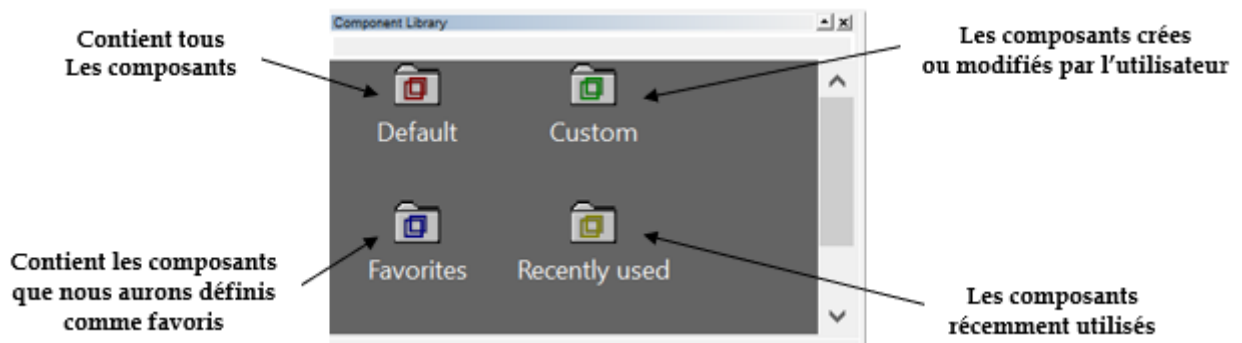 Component Library
Contient tous
Les composants
Les composants crées
ou modifiés par l'utilisateur
Default
Custom
Contient les composants
que nous aurons définis
comme favoris
Favorites
Recently used
Les composants
récemment utilisés